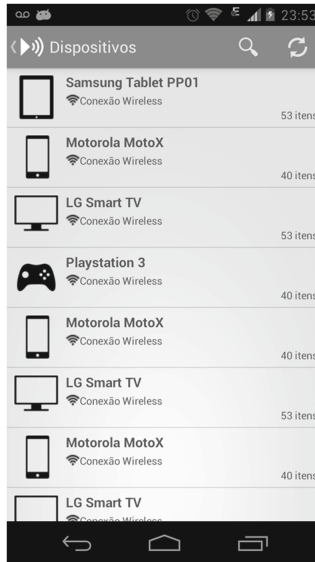 23:53
Dispositivos
Samsung Tablet PP01
Conexão Wireless
53 itens
Motorola MotoX
Conexão Wireless
40 itens
LG Smart TV
Conexão Wireless
53 itens
Playstation 3
Conexão Wireless
40 itens
Motorola MotoX
Conexão Wireless
40 itens
LG Smart TV
Conexão Wireless
53 itens
Motorola MotoX
Conexão Wireless
40 itens
LG Smart TV
Conexão Wireless